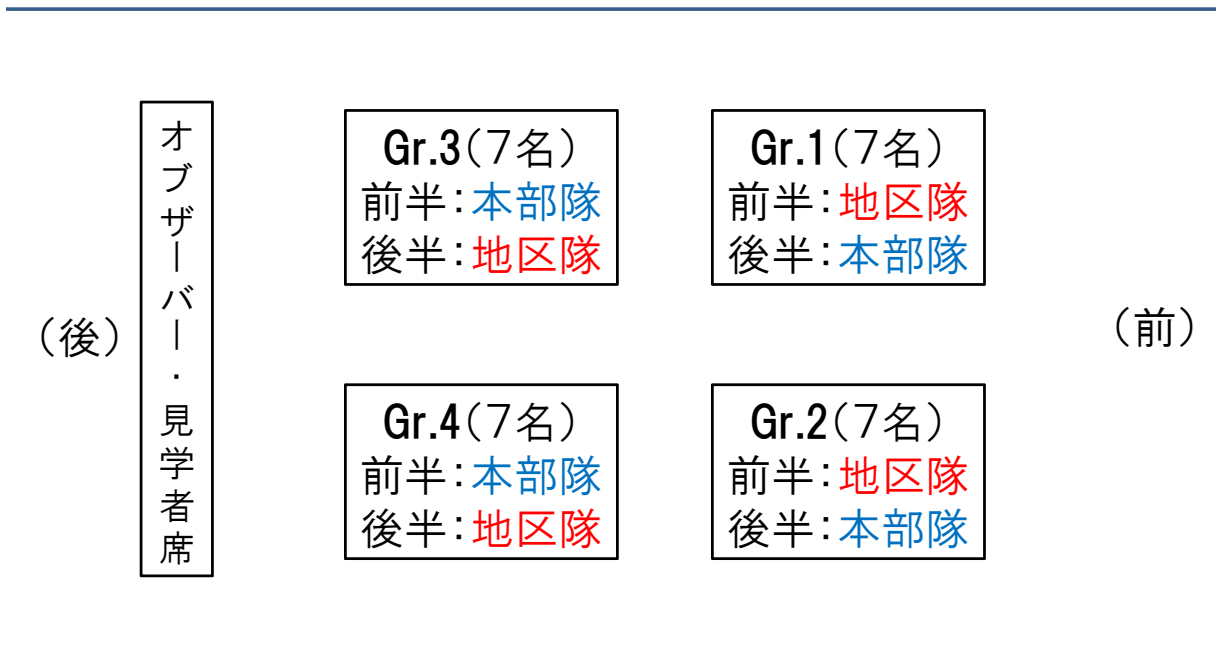 (後)
オブザーバー・見学者席
Gr.3(7名)
前半:本部隊
後半:地区隊
Gr.1(7名)
前半:地区隊
後半:本部隊
Gr.4(7名)
前半:本部隊
後半:地区隊
Gr.2(7名)
前半:地区隊
後半:本部隊
(前)